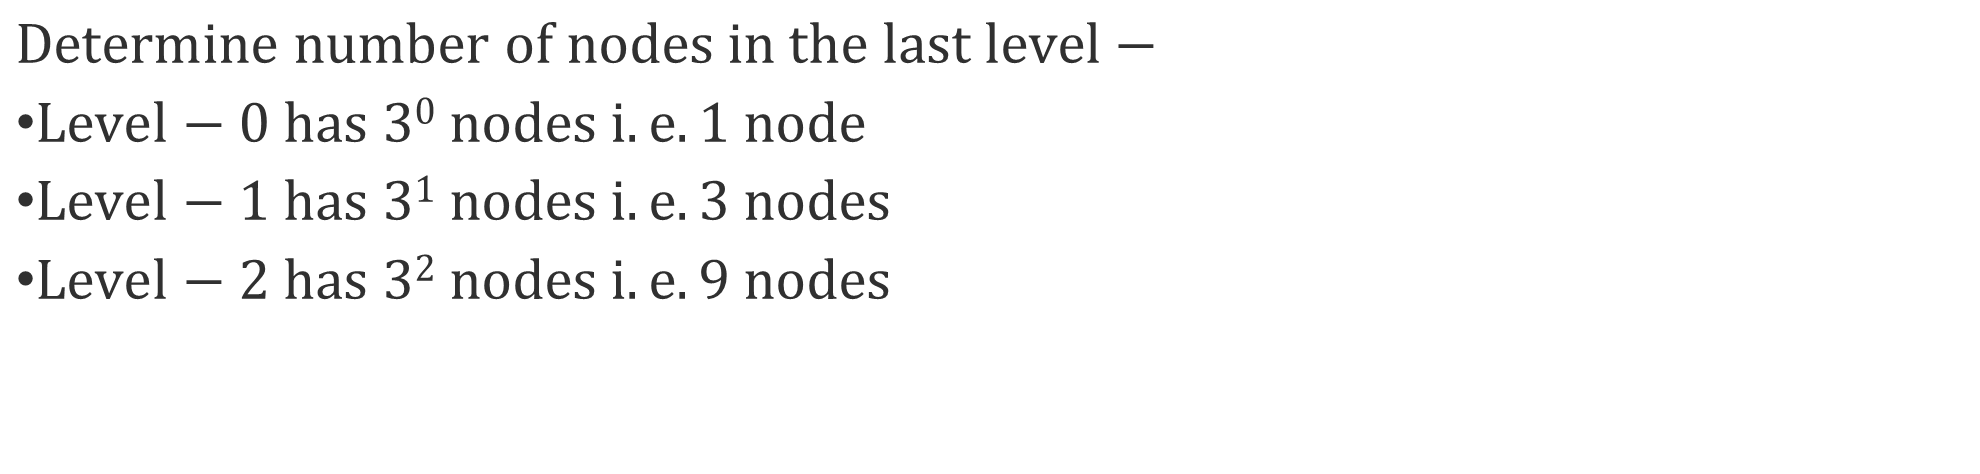 Determine number of nodes in the last level −
•Level − 0 has 3⁰ nodes i. e. 1 node
•Level − 1 has 3¹ nodes i. e. 3 nodes
•Level − 2 has 3² nodes i. e. 9 nodes